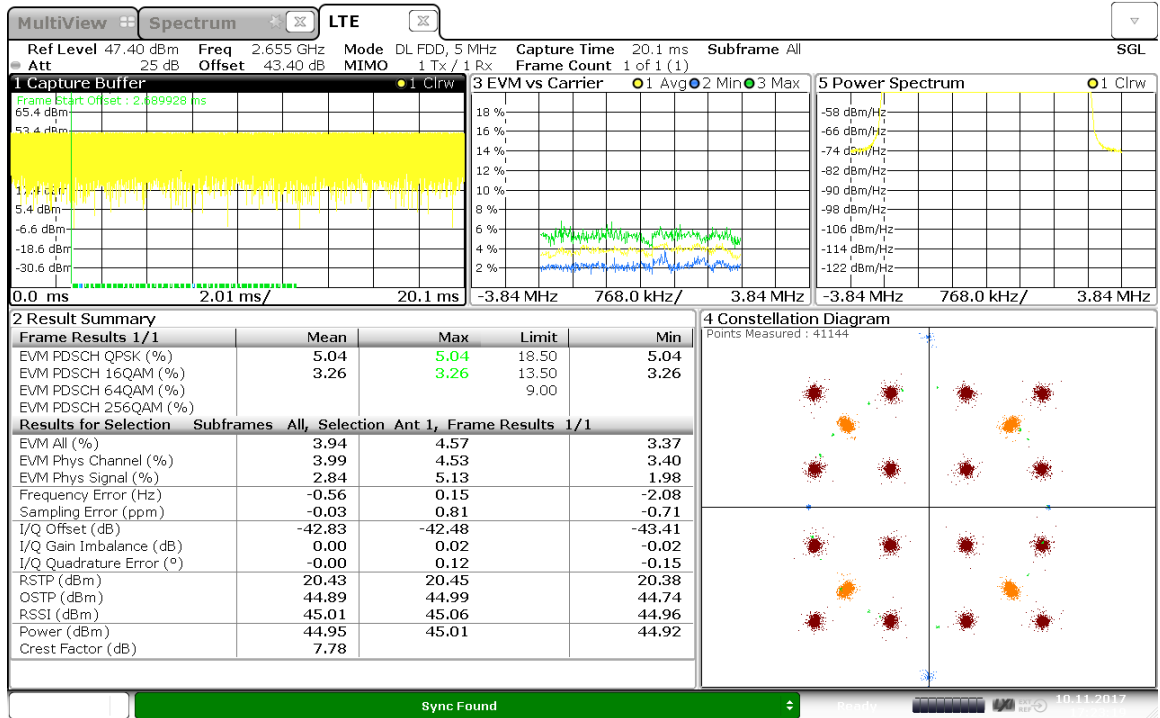 MultiView Spectrum LTE
Ref Level 47.40 dBm Freq 2.655 GHz Mode DL FDD, 5 MHz Capture Time 20.1 ms Subframe All SGL
Att 25 dB Offset 43.40 dB MIMO 1 Tx / 1 Rx Frame Count 1 of 1 (1)
1 Capture Buffer 1 Clrw
Frame Start Offset : 2.689928 ms
65.4 dBm
53.4 dBm
5.4 dBm
-6.6 dBm
-18.6 dBm
-30.6 dBm
0.0 ms 2.01 ms/ 20.1 ms
3 EVM vs Carrier 1 Avg 2 Min 3 Max
18 %
16 %
14 %
12 %
10 %
8 %
6 %
4 %
2 %
-3.84 MHz 768.0 kHz/ 3.84 MHz
5 Power Spectrum 1 Clrw
-58 dBm/Hz
-66 dBm/Hz
-74 dBm/Hz
-82 dBm/Hz
-90 dBm/Hz
-98 dBm/Hz
-106 dBm/Hz
-114 dBm/Hz
-122 dBm/Hz
-3.84 MHz 768.0 kHz/ 3.84 MHz
2 Result Summary
Frame Results 1/1 Mean Max Limit Min
EVM PDSCH QPSK (%) 5.04 5.04 18.50 5.04
EVM PDSCH 16QAM (%) 3.26 3.26 13.50 3.26
EVM PDSCH 64QAM (%) 9.00
EVM PDSCH 256QAM (%)
Results for Selection Subframes All, Selection Ant 1, Frame Results 1/1
EVM All (%) 3.94 4.57 3.37
EVM Phys Channel (%) 3.99 4.53 3.40
EVM Phys Signal (%) 2.84 5.13 1.98
Frequency Error (Hz) -0.56 0.15 -2.08
Sampling Error (ppm) -0.03 0.81 -0.71
I/Q Offset (dB) -42.83 -42.48 -43.41
I/Q Gain Imbalance (dB) 0.00 0.02 -0.02
I/Q Quadrature Error (°) -0.00 0.12 -0.15
RSTP (dBm) 20.43 20.45 20.38
OSTP (dBm) 44.89 44.99 44.74
RSSI (dBm) 45.01 45.06 44.96
Power (dBm) 44.95 45.01 44.92
Crest Factor (dB) 7.78
4 Constellation Diagram
Points Measured : 41144
Sync Found
Ready
LXI
10.11.2017